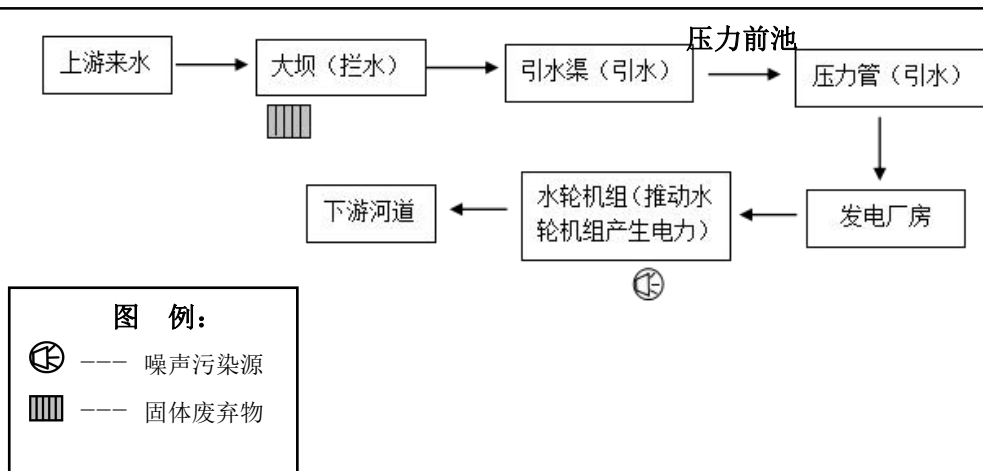 上游来水
大坝（拦水）
引水渠（引水）
压力前池
压力管（引水）
下游河道
水轮机组（推动水
轮机组产生电力）
发电厂房
图 例：
--- 噪声污染源
--- 固体废弃物